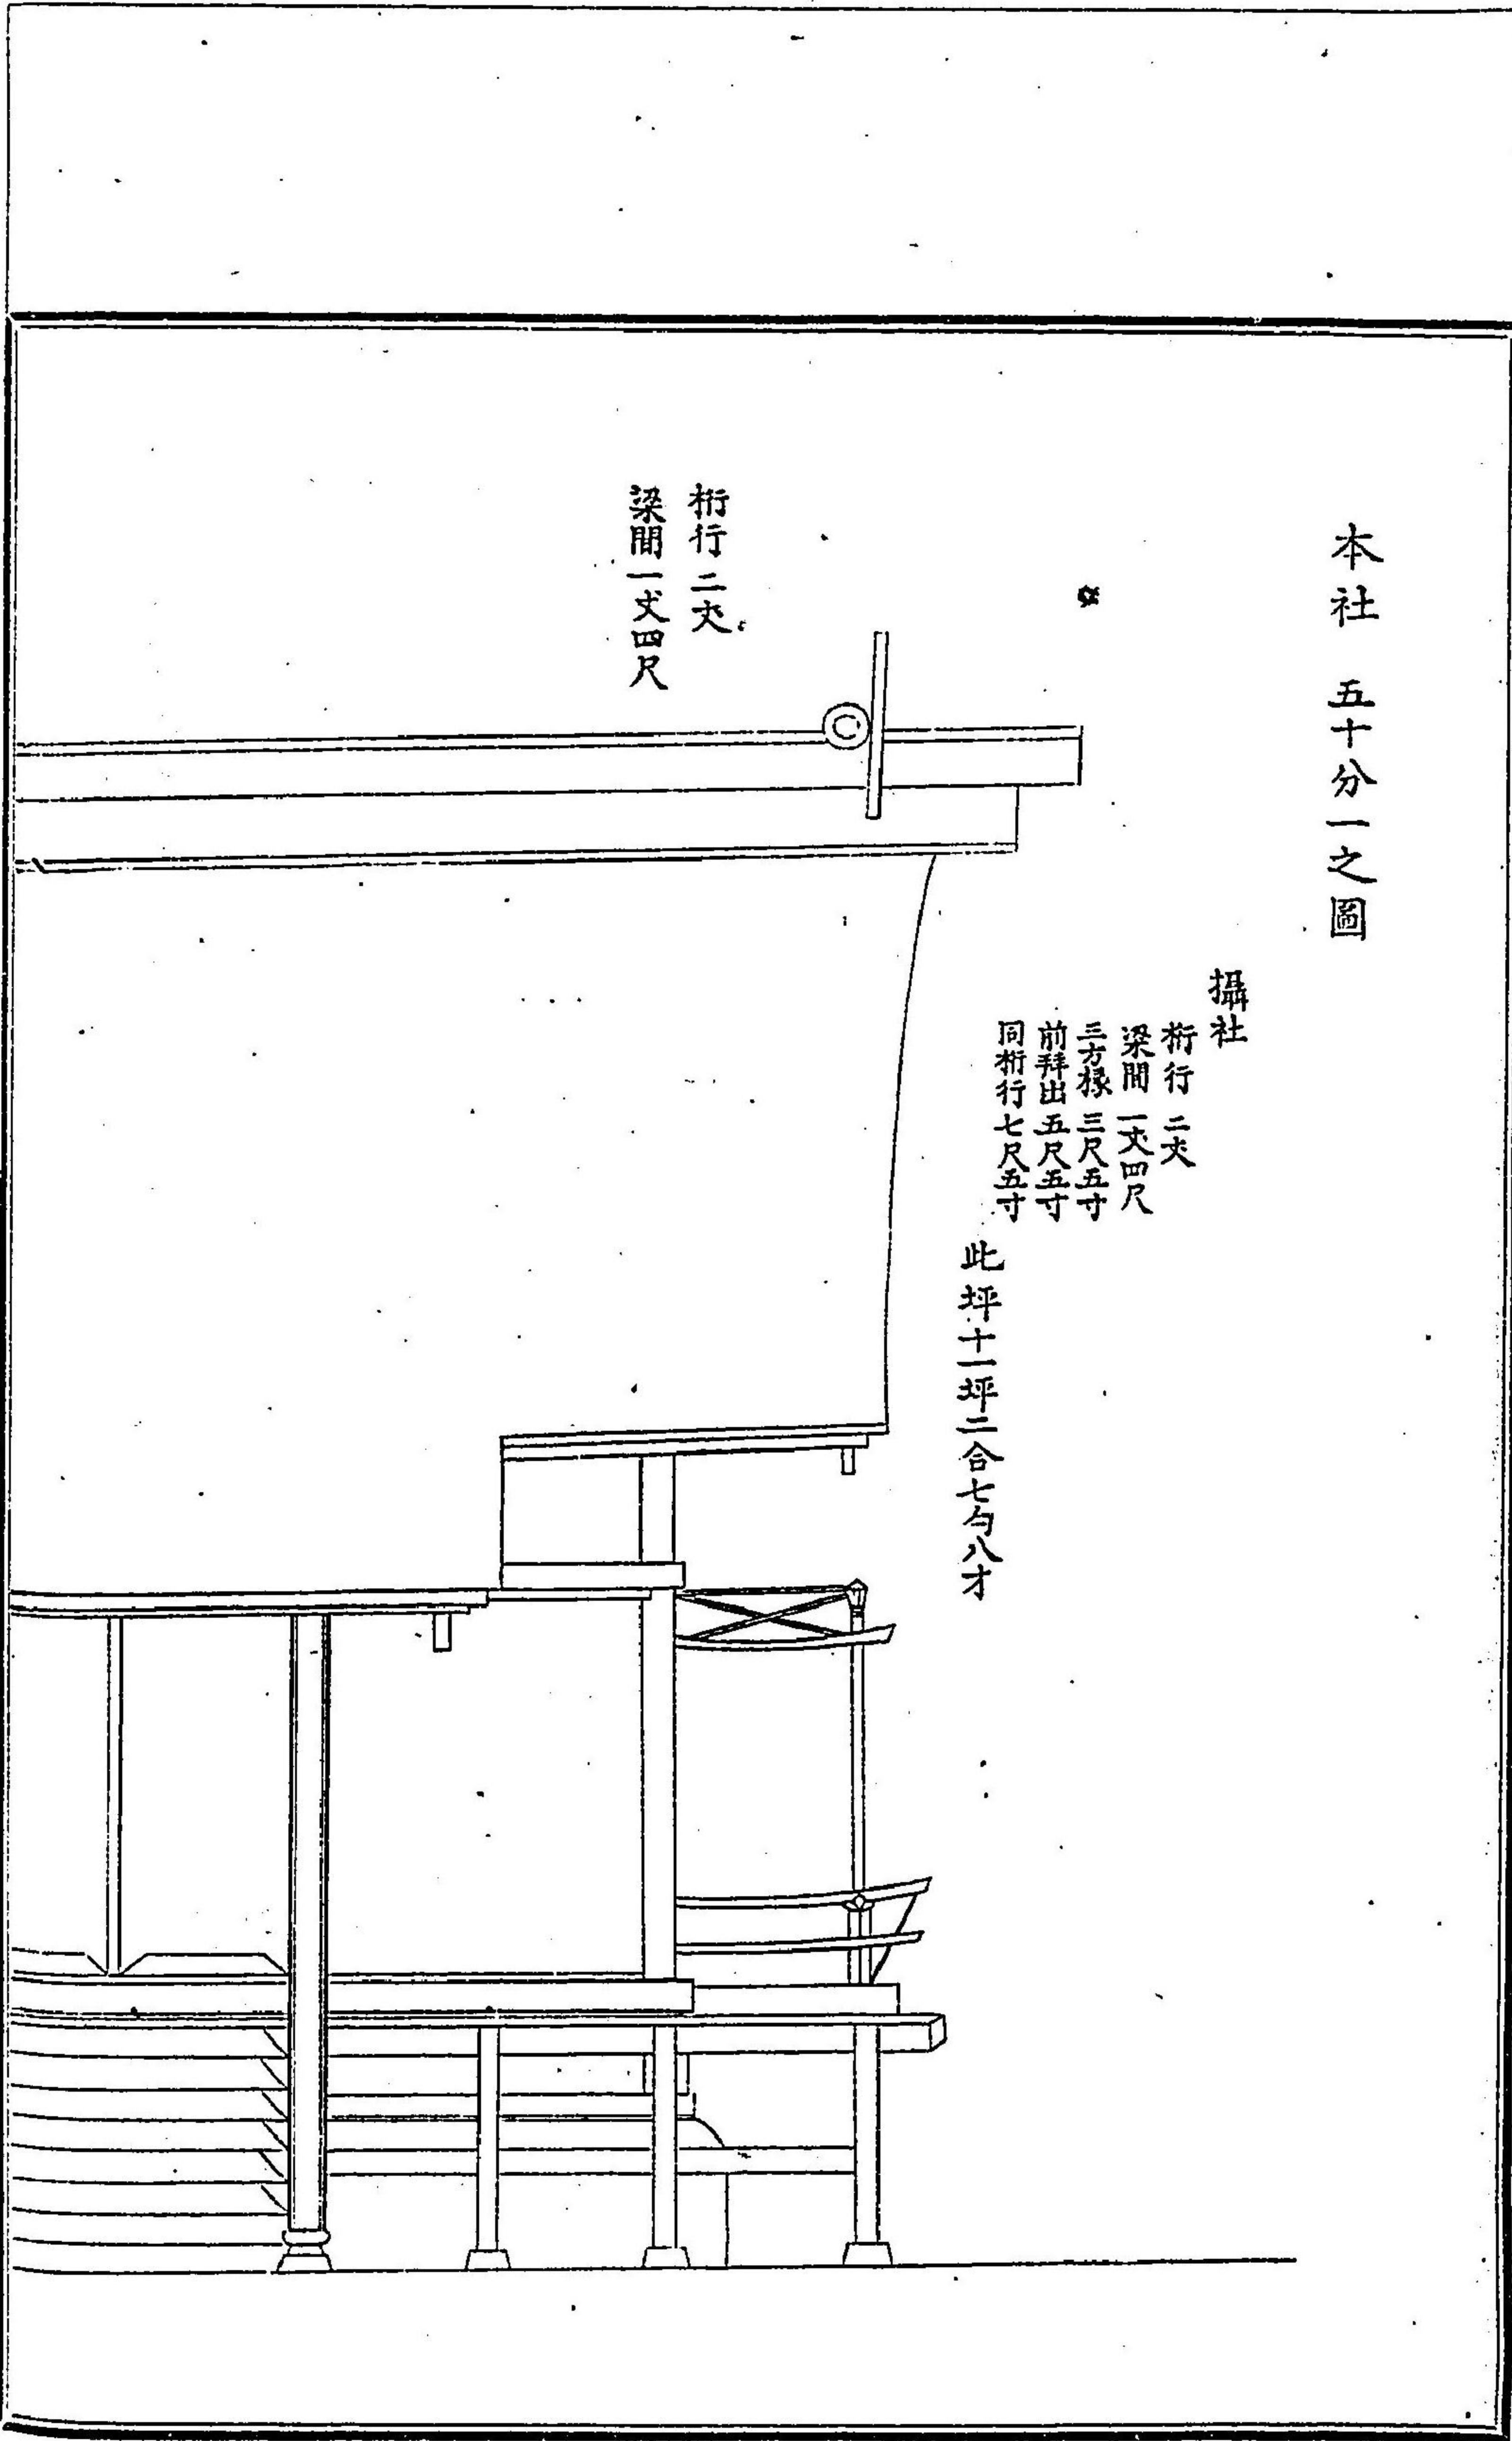 本社 五十分一之圖
攝社
桁行 二丈
梁間 一丈四尺
三方椽 三尺五寸
前拜出 五尺五寸
同桁行 七尺五寸
此坪十一坪二合七勺八才
桁行 二丈
梁間 一丈四尺